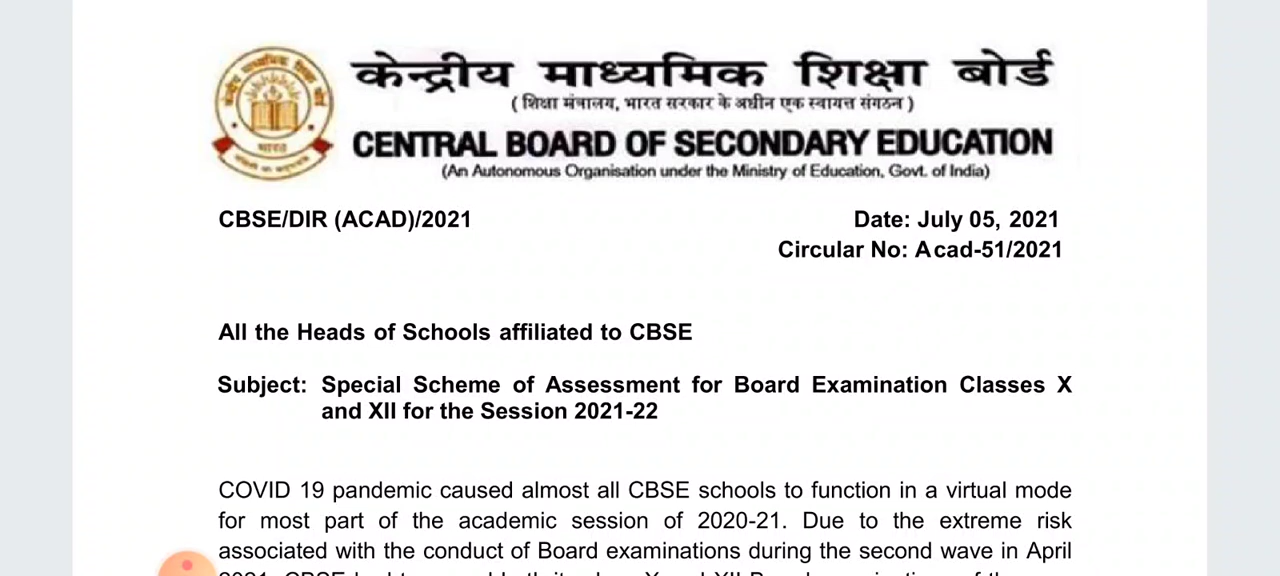 केन्द्रीय माध्यमिक शिक्षा बोर्ड
( शिक्षा मंत्रालय, भारत सरकार के अधीन एक स्वायत्त संगठन )
CENTRAL BOARD OF SECONDARY EDUCATION
(An Autonomous Organisation under the Ministry of Education, Govt. of India)
भारत
CBSE/DIR (ACAD)/2021
Date: July 05, 2021
Circular No: Acad-51/2021
All the Heads of Schools affiliated to CBSE
Subject: Special Scheme of Assessment for Board Examination Classes X
and XII for the Session 2021-22
COVID 19 pandemic caused almost all CBSE schools to function in a virtual mode
for most part of the academic session of 2020-21. Due to the extreme risk
associated with the conduct of Board examinations during the second wave in April